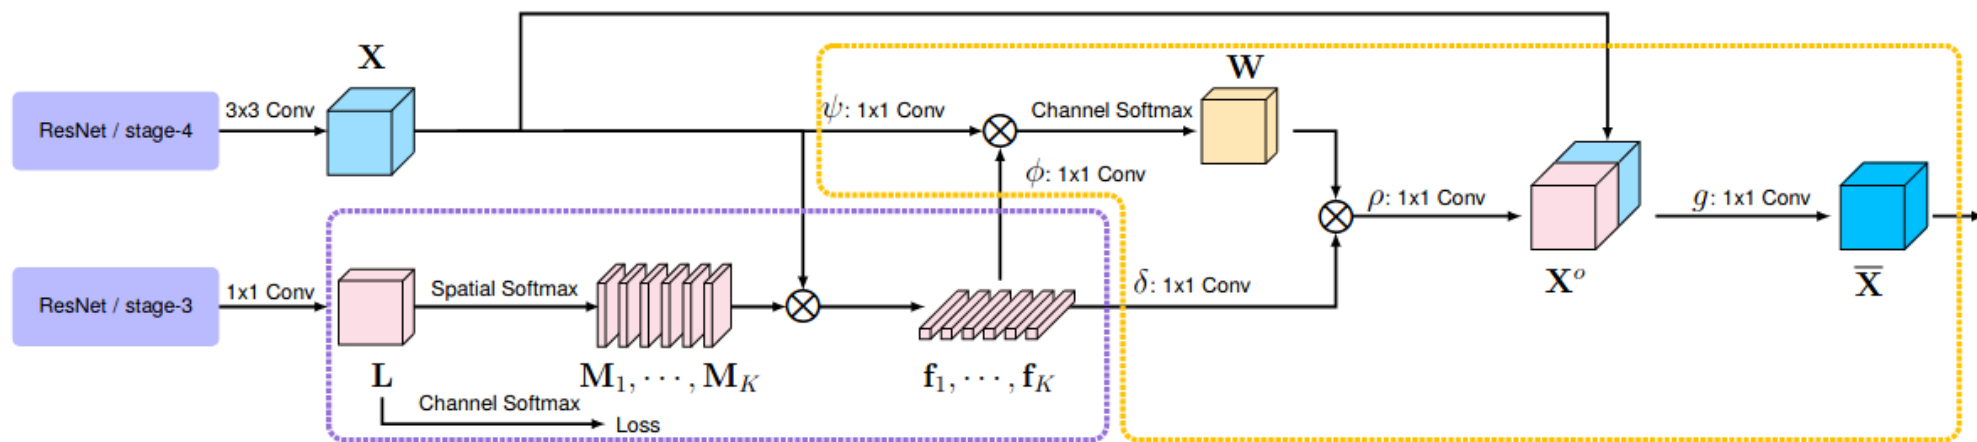 X
W
ResNet / stage-4
3x3 Conv
ψ: 1x1 Conv
Channel Softmax
ϕ: 1x1 Conv
ρ: 1x1 Conv
g: 1x1 Conv
Xᵒ
X̅
ResNet / stage-3
1x1 Conv
Spatial Softmax
δ: 1x1 Conv
L
M₁, ⋯ , M_K
f₁, ⋯ , f_K
Channel Softmax
Loss